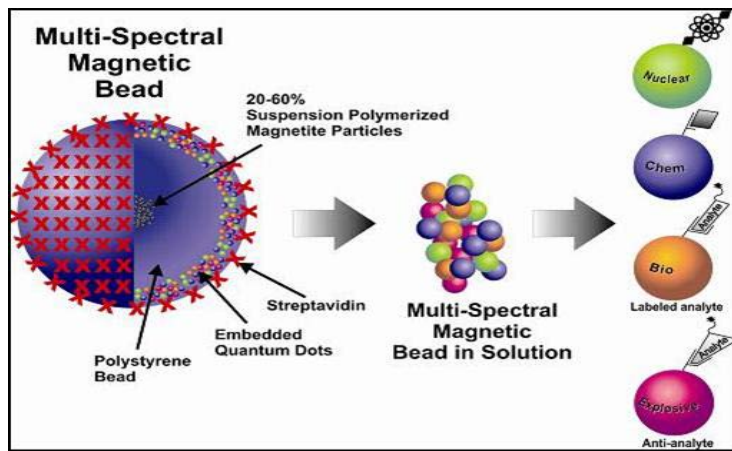 Multi-Spectral
Magnetic
Bead
20-60%
Suspension Polymerized
Magnetite Particles
Streptavidin
Embedded
Quantum Dots
Polystyrene
Bead
Multi-Spectral
Magnetic
Bead in Solution
Nuclear
Chem
Analyte
Bio
Labeled analyte
Analyte
Explosive
Anti-analyte